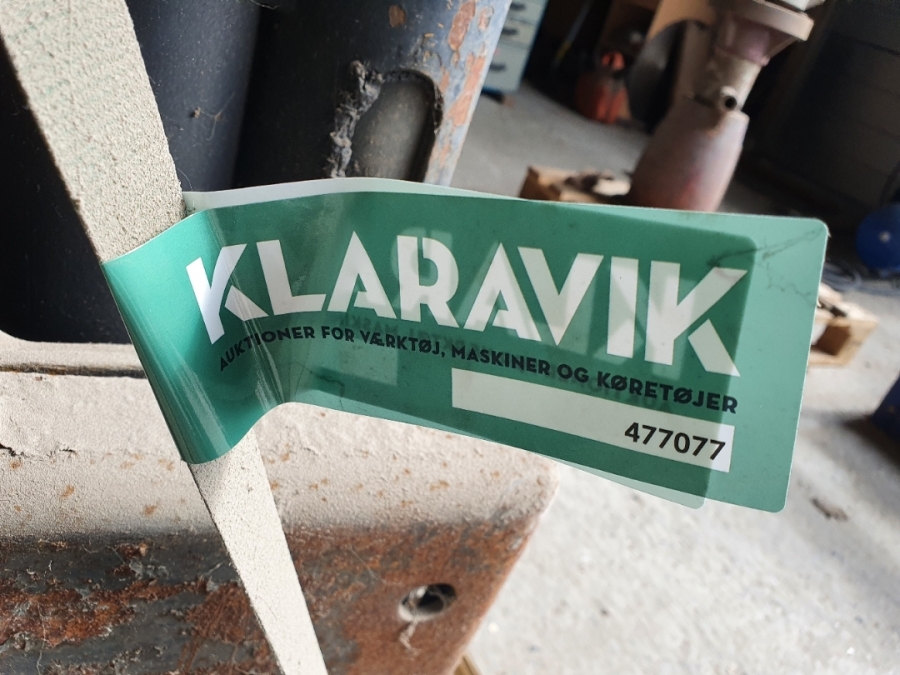 KLARAVIK
AUKTIONER FOR VÆRKTØJ, MASKINER OG KØRETØJER
477077